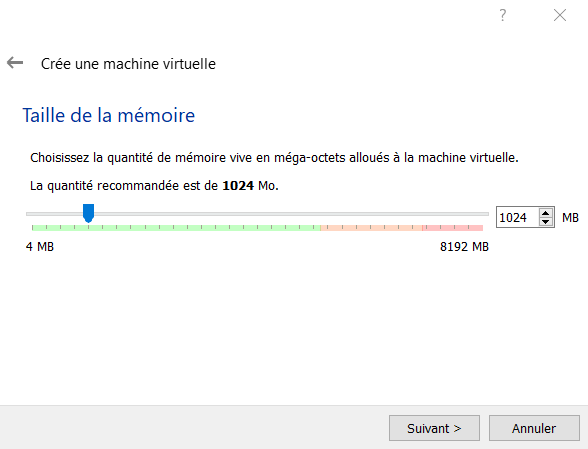 ?
Crée une machine virtuelle
Taille de la mémoire
Choisissez la quantité de mémoire vive en méga-octets alloués à la machine virtuelle.
La quantité recommandée est de 1024 Mo.
1024 MB
4 MB 8192 MB
Suivant > Annuler